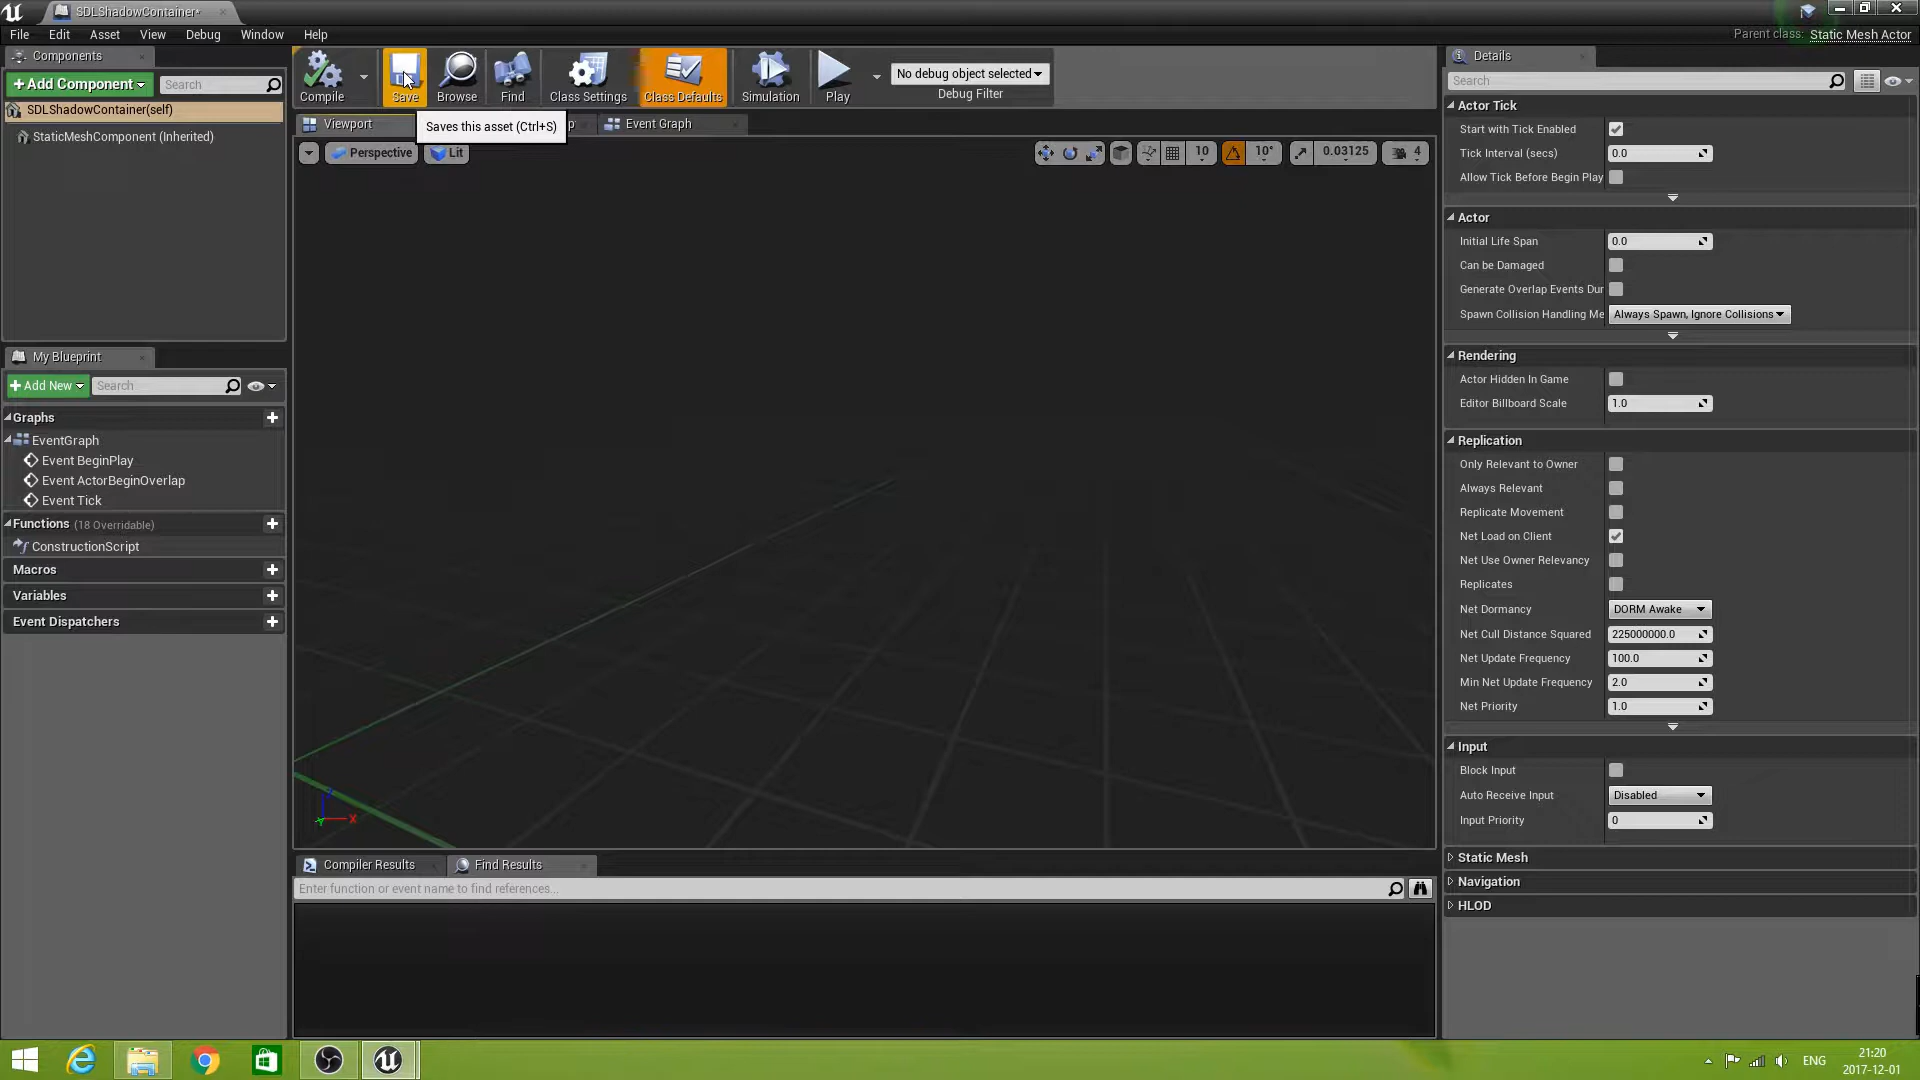 SDLShadowContainer*
File Edit Asset View Debug Window Help
Parent class: Static Mesh Actor
Components
+Add Component
Search
SDLShadowContainer(self)
StaticMeshComponent (Inherited)
Compile
Save
Browse
Find
Class Settings
Class Defaults
Simulation
Play
No debug object selected
Debug Filter
Viewport
Event Graph
Saves this asset (Ctrl+S)
Perspective
Lit
10
10°
0.03125
4
My Blueprint
+Add New
Search
Graphs
EventGraph
Event BeginPlay
Event ActorBeginOverlap
Event Tick
Functions (18 Overridable)
ConstructionScript
Macros
Variables
Event Dispatchers
X
Compiler Results
Find Results
Enter function or event name to find references...
Details
Search
Actor Tick
Start with Tick Enabled
Tick Interval (secs) 0.0
Allow Tick Before Begin Play
Actor
Initial Life Span 0.0
Can be Damaged
Generate Overlap Events Dur
Spawn Collision Handling Me Always Spawn, Ignore Collisions
Rendering
Actor Hidden In Game
Editor Billboard Scale 1.0
Replication
Only Relevant to Owner
Always Relevant
Replicate Movement
Net Load on Client
Net Use Owner Relevancy
Replicates
Net Dormancy DORM Awake
Net Cull Distance Squared 225000000.0
Net Update Frequency 100.0
Min Net Update Frequency 2.0
Net Priority 1.0
Input
Block Input
Auto Receive Input Disabled
Input Priority 0
Static Mesh
Navigation
HLOD
ENG
21:20
2017-12-01